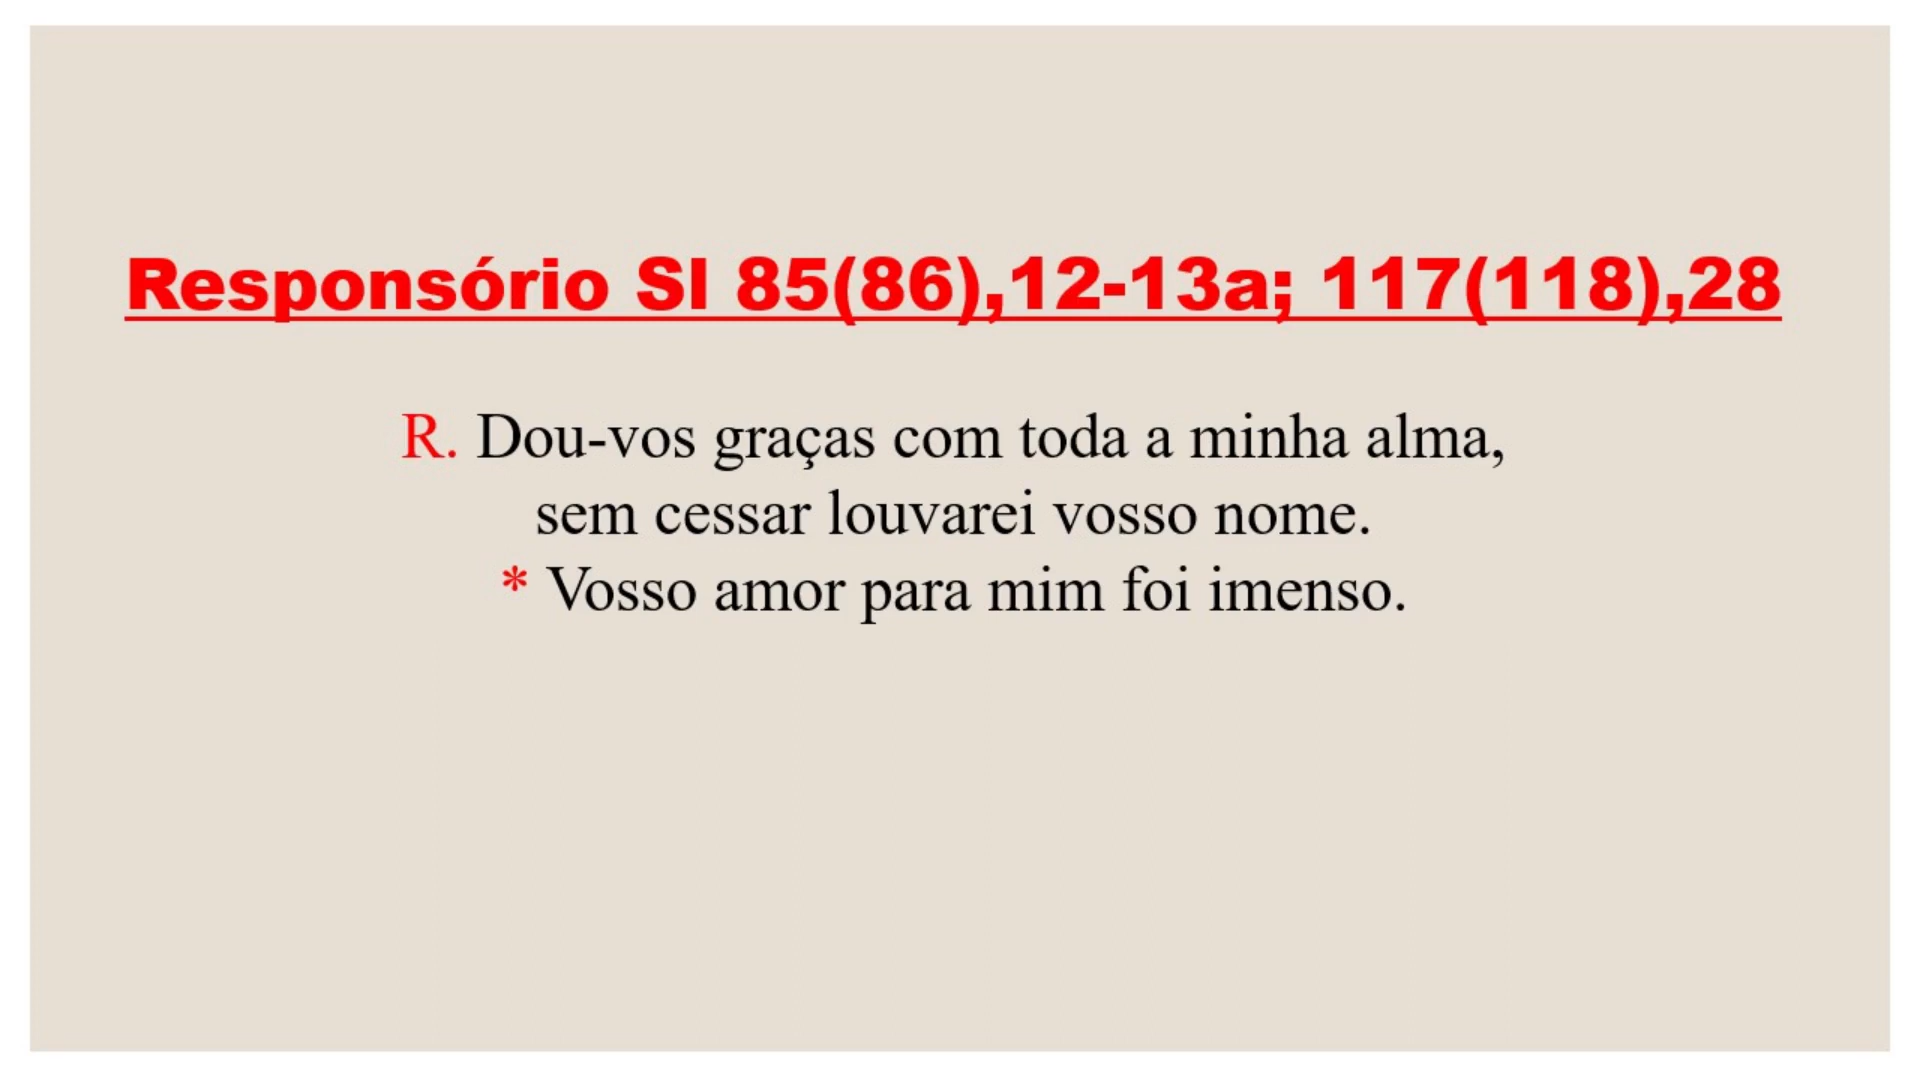 Responsório Sl 85(86),12-13a; 117(118),28
R. Dou-vos graças com toda a minha alma,
sem cessar louvarei vosso nome.
* Vosso amor para mim foi imenso.